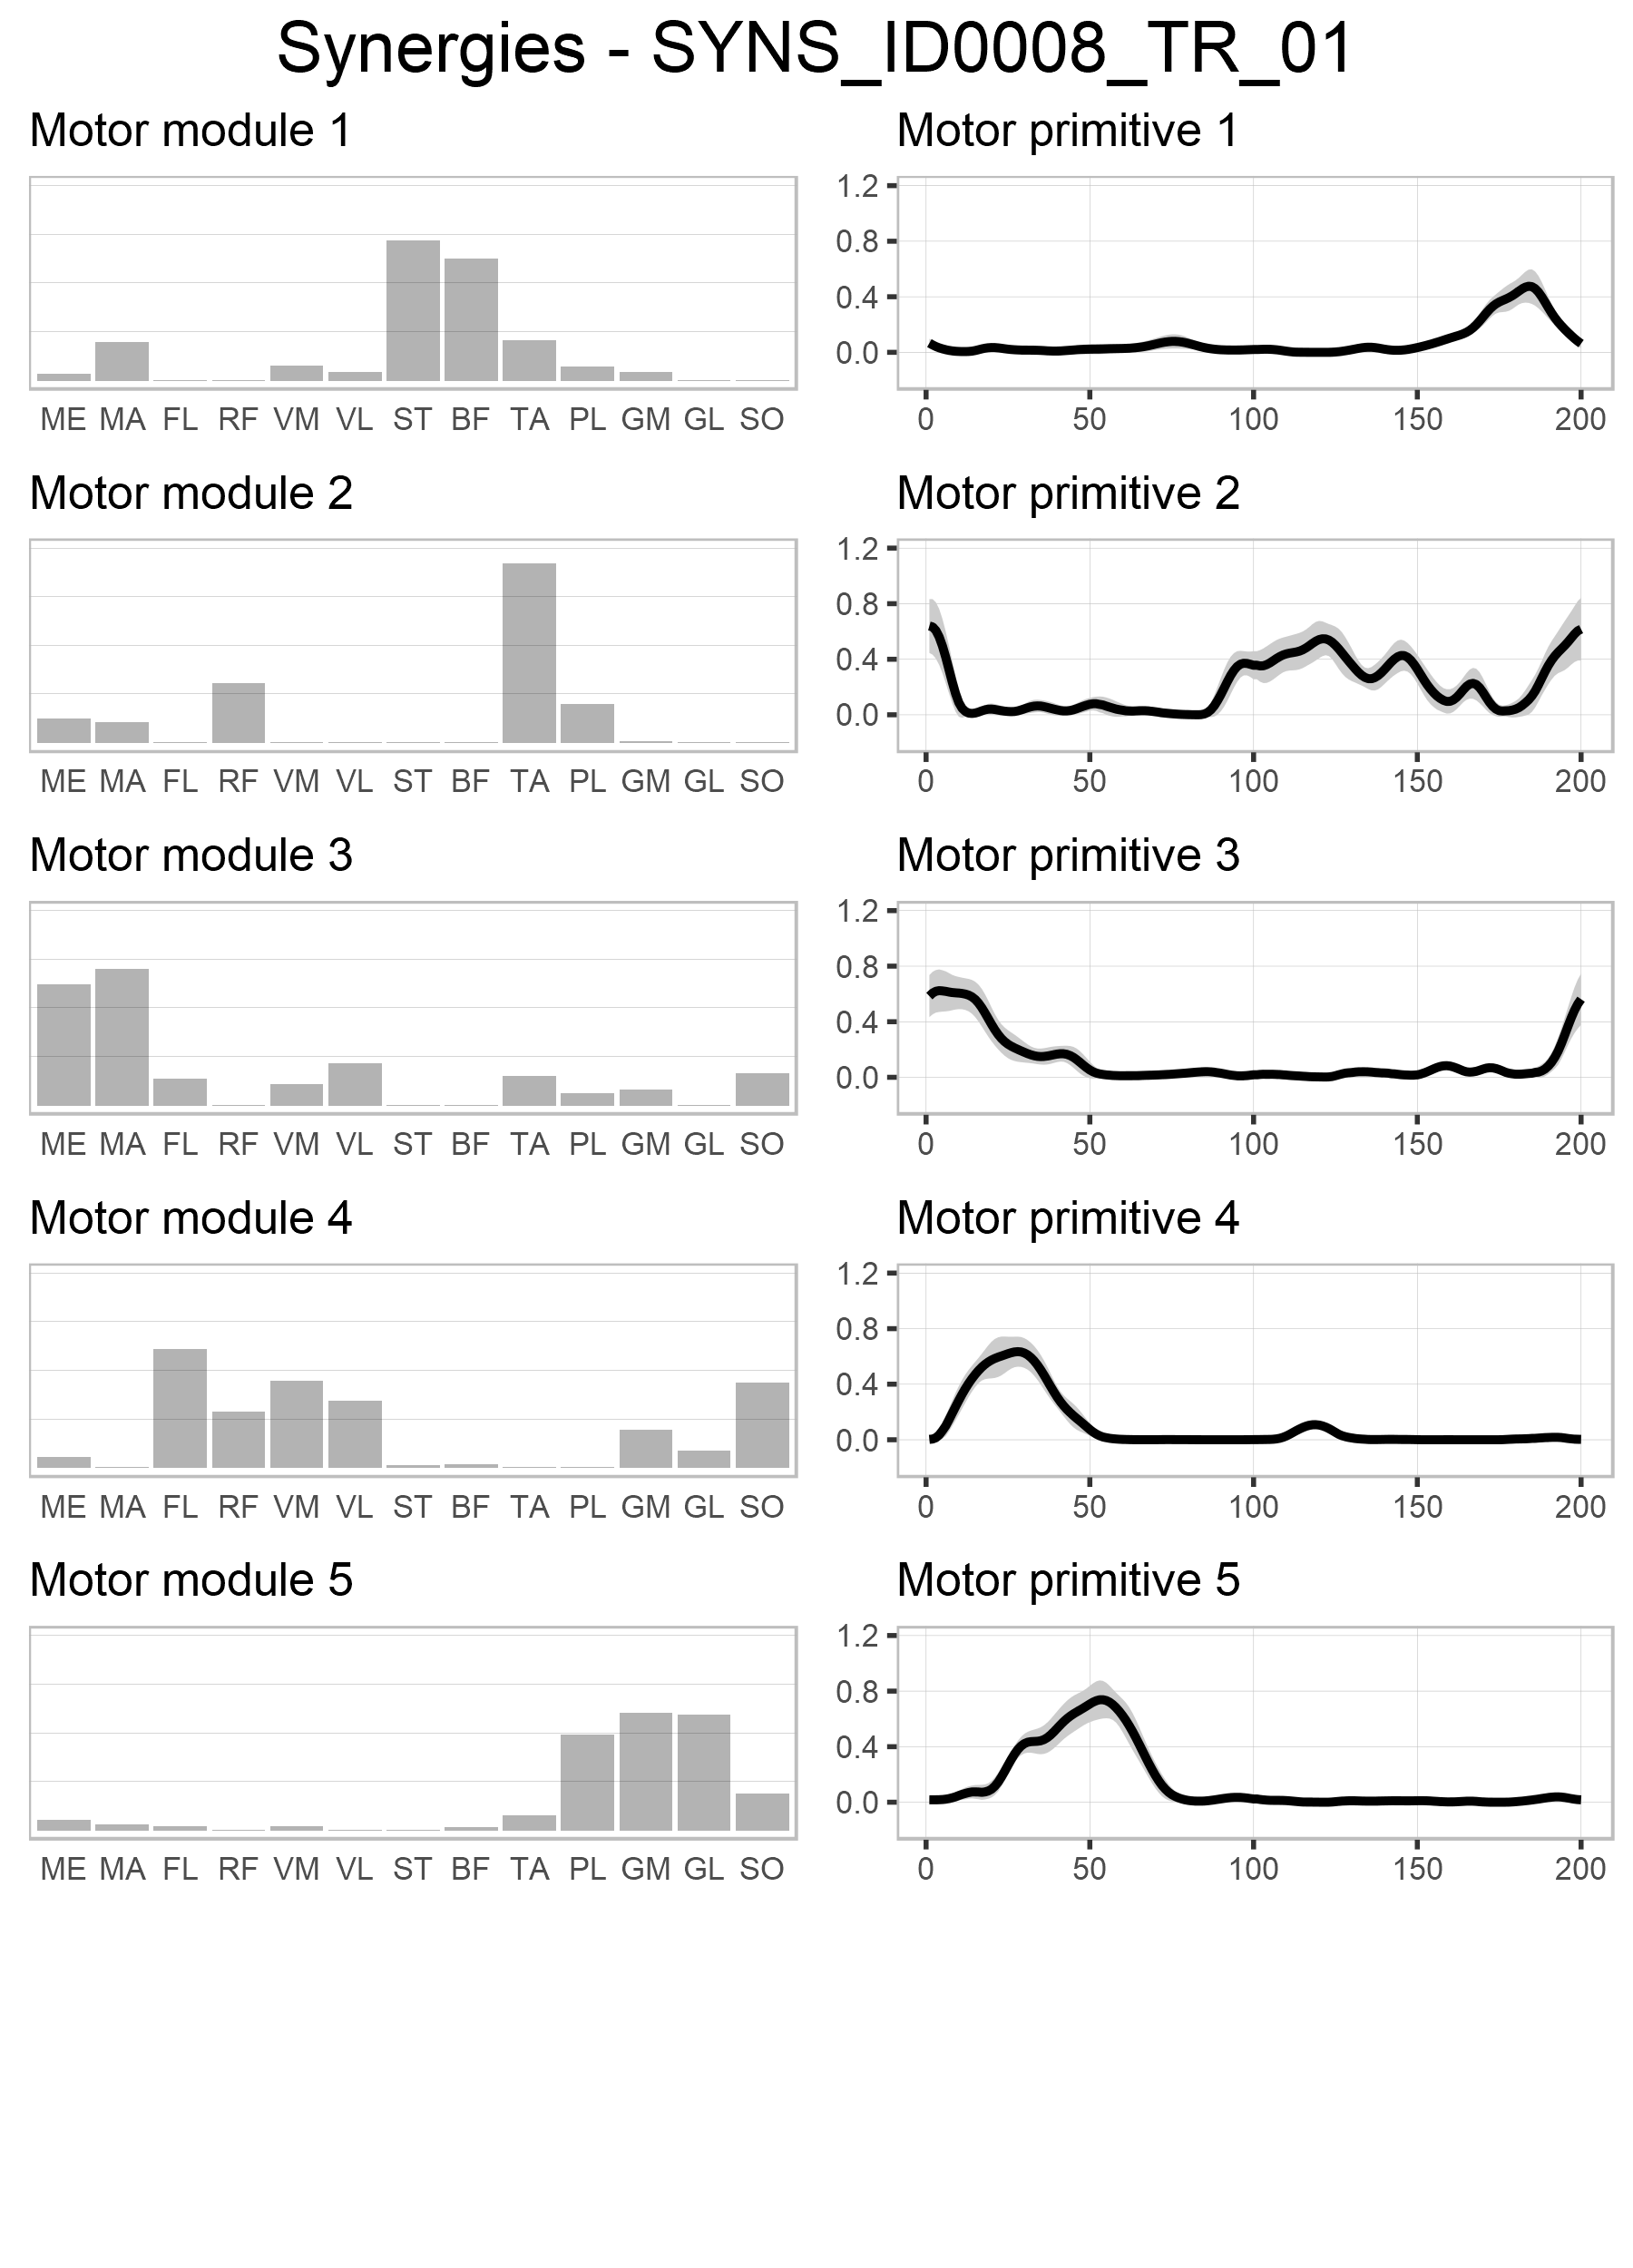 Synergies - SYNS_ID0008_TR_01
Motor module 1
Motor primitive 1
1.2
0.8
0.4
0.0
ME MA FL RF VM VL ST BF TA PL GM GL SO
0 50 100 150 200
Motor module 2
Motor primitive 2
1.2
0.8
0.4
0.0
ME MA FL RF VM VL ST BF TA PL GM GL SO
0 50 100 150 200
Motor module 3
Motor primitive 3
1.2
0.8
0.4
0.0
ME MA FL RF VM VL ST BF TA PL GM GL SO
0 50 100 150 200
Motor module 4
Motor primitive 4
1.2
0.8
0.4
0.0
ME MA FL RF VM VL ST BF TA PL GM GL SO
0 50 100 150 200
Motor module 5
Motor primitive 5
1.2
0.8
0.4
0.0
ME MA FL RF VM VL ST BF TA PL GM GL SO
0 50 100 150 200